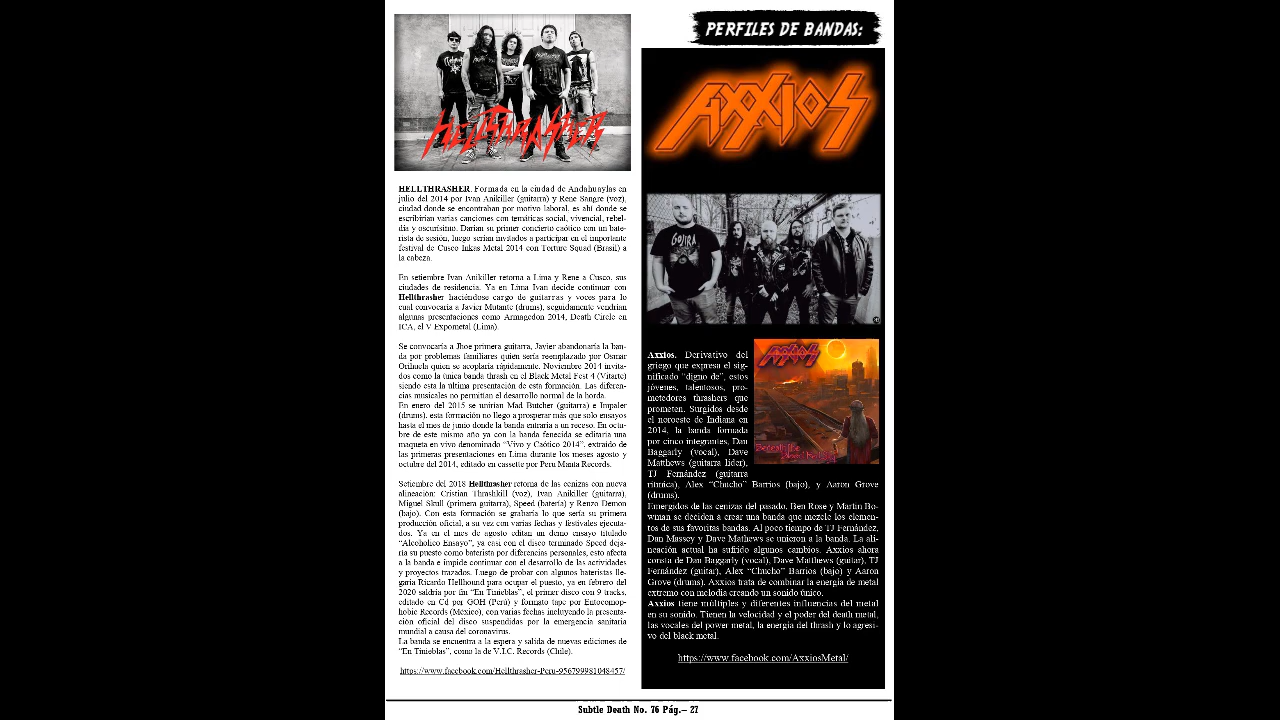 HELLTHRASHER
HELLTHRASHER. Formada en la ciudad de Andahuaylas en
julio del 2014 por Ivan Anikiller (guitarra) y Rene Sangre (voz),
ciudad donde se encontraban por motivo laboral, es ahí donde se
escribirían varias canciones con temáticas social, vivencial, rebel-
día y oscurísimo. Darían su primer concierto caótico con un bate-
rista de sesión, luego serian invitados a participar en el importante
festival de Cusco Inkas Metal 2014 con Torture Squad (Brasil) a
la cabeza.
En setiembre Ivan Anikiller retorna a Lima y Rene a Cusco, sus
ciudades de residencia. Ya en Lima Ivan decide continuar con
Hellthrasher haciéndose cargo de guitarras y voces para lo
cual convocaría a Javier Mutante (drums), seguidamente vendrían
algunas presentaciones como Armagedon 2014, Death Circle en
ICA, el V Expometal (Lima).
Se convocaría a Jhoe primera guitarra, Javier abandonaría la ban-
da por problemas familiares quien sería reemplazado por Osmar
Orihuela quien se acoplaría rápidamente. Noviembre 2014 invita-
dos como la única banda thrash en el Black Metal Fest 4 (Vitarte)
siendo esta la última presentación de esta formación. Las diferen-
cias musicales no permitían el desarrollo normal de la horda.
En enero del 2015 se unirían Mad Butcher (guitarra) e Impaler
(drums), esta formación no llego a prosperar más que solo ensayos
hasta el mes de junio donde la banda entraría a un receso. En octu-
bre de este mismo año ya con la banda fenecida se editaría una
maqueta en vivo denominado "Vivo y Caótico 2014", extraído de
las primeras presentaciones en Lima durante los meses agosto y
octubre del 2014, editado en cassette por Peru Mania Records.
Setiembre del 2018 Hellthasher retorna de las cenizas con nueva
alineación: Cristian Thrashkill (voz), Ivan Anikiller (guitarra),
Miguel Skull (primera guitarra), Speed (batería) y Renzo Demon
(bajo). Con esta formación se grabaría lo que sería su primera
producción oficial, a su vez con varias fechas y festivales ejecuta-
dos. Ya en el mes de agosto editan un demo ensayo titulado
"Alcoholico Ensayo", ya casi con el disco terminado Speed deja-
ría su puesto como baterista por diferencias personales, esto afecta
a la banda e impide continuar con el desarrollo de las actividades
y proyectos trazados. Luego de probar con algunos bateristas lle-
garía Ricardo Hellhound para ocupar el puesto, ya en febrero del
2020 saldría por fin "En Tinieblas", el primer disco con 9 tracks,
editado en Cd por GOH (Perú) y formato tape por Entocomop-
hobic Records (México), con varias fechas incluyendo la presenta-
ción oficial del disco suspendidas por la emergencia sanitaria
mundial a causa del coronavirus.
La banda se encuentra a la espera y salida de nuevas ediciones de
"En Tinieblas", como la de V.I.C. Records (Chile).
https://www.facebook.com/Hellthrasher-Peru-956799981048457/
PERFILES DE BANDAS:
AXXIOS
GOJIRA
AXXIOS
Axxios. Derivativo del
griego que expresa el sig-
nificado "digno de", estos
jóvenes, talentosos, pro-
metedores thrashers que
prometen. Surgidos desde
el noroeste de Indiana en
2014, la banda formada
por cinco integrantes, Dan
Baggarly (vocal), Dave
Matthews (guitarra líder),
TJ Fernández (guitarra
rítmica), Alex "Chucho" Barrios (bajo), y Aaron Grove
(drums).
Emergidos de las cenizas del pasado, Ben Rose y Martin Bo-
wman se deciden a crear una banda que mezcle los elemen-
tos de sus favoritas bandas. Al poco tiempo de TJ Fernández,
Dan Massey y Dave Mathews se unieron a la banda. La ali-
neación actual ha sufrido algunos cambios. Axxios ahora
consta de Dan Baggarly (vocal), Dave Matthews (guitar), TJ
Fernández (guitar), Alex "Chucho" Barrios (bajo) y Aaron
Grove (drums). Axxios trata de combinar la energía de metal
extremo con melodía creando un sonido único.
Axxios tiene múltiples y diferentes influencias del metal
en su sonido. Tienen la velocidad y el poder del death metal,
las vocales del power metal, la energía del thrash y lo agresi-
vo del black metal.
https://www.facebook.com/AxxiosMetal/
Subtle Death No. 76 Pág.– 27